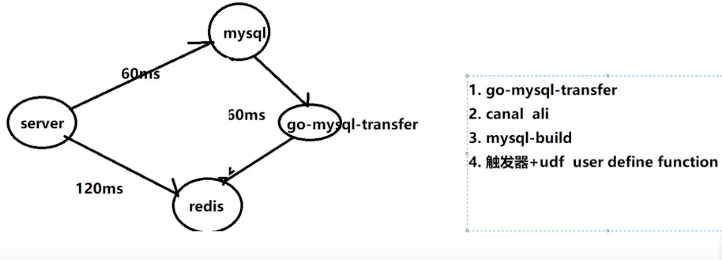 mysql
60ms
server
60ms
go-mysql-transfer
120ms
redis
1. go-mysql-transfer
2. canal ali
3. mysql-build
4. 触发器+udf user define function